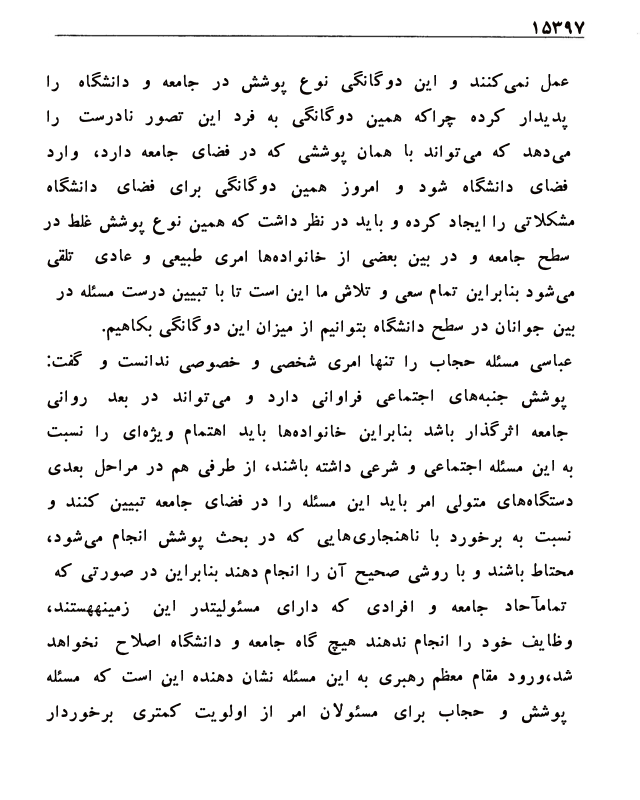 ۱۵۳۹۷
عمل نمی‌کنند و این دوگانگی نوع پوشش در جامعه و دانشگاه را
پدیدار کرده چراکه همین دوگانگی به فرد این تصور نادرست را
می‌دهد که می‌تواند با همان پوششی که در فضای جامعه دارد، وارد
فضای دانشگاه شود و امروز همین دوگانگی برای فضای دانشگاه
مشکلاتی را ایجاد کرده و باید در نظر داشت که همین نوع پوشش غلط در
سطح جامعه و در بین بعضی از خانواده‌ها امری طبیعی و عادی تلقی
می‌شود بنابراین تمام سعی و تلاش ما این است تا با تبیین درست مسئله در
بین جوانان در سطح دانشگاه بتوانیم از میزان این دوگانگی بکاهیم.
عباسی مسئله حجاب را تنها امری شخصی و خصوصی ندانست و گفت:
پوشش جنبه‌های اجتماعی فراوانی دارد و می‌تواند در بعد روانی
جامعه اثرگذار باشد بنابراین خانواده‌ها باید اهتمام ویژه‌ای را نسبت
به این مسئله اجتماعی و شرعی داشته باشند، از طرفی هم در مراحل بعدی
دستگاه‌های متولی امر باید این مسئله را در فضای جامعه تبیین کنند و
نسبت به برخورد با ناهنجاری‌هایی که در بحث پوشش انجام می‌شود،
محتاط باشند و با روشی صحیح آن را انجام دهند بنابراین در صورتی که
تمامآحاد جامعه و افرادی که دارای مسئولیتدر این زمینههستند،
وظایف خود را انجام ندهند هیچ گاه جامعه و دانشگاه اصلاح نخواهد
شد،ورود مقام معظم رهبری به این مسئله نشان دهنده این است که مسئله
پوشش و حجاب برای مسئولان امر از اولویت کمتری برخوردار